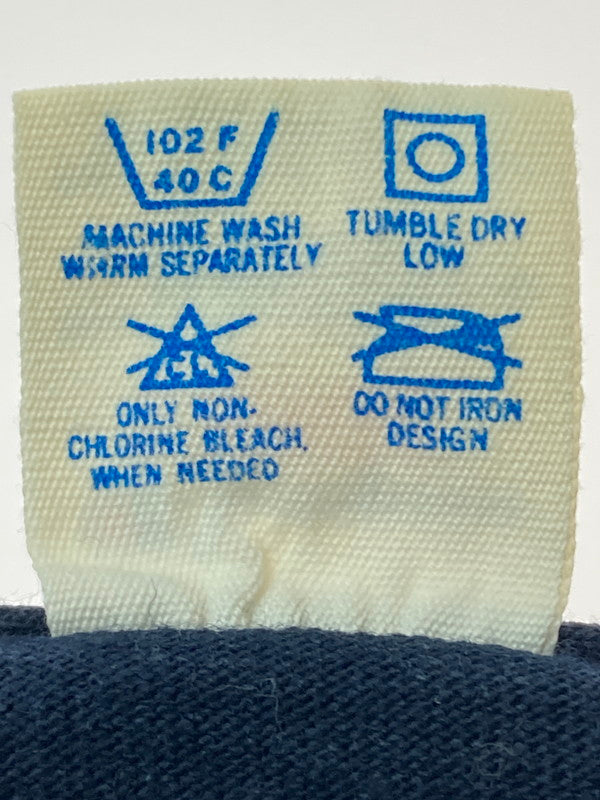 102 F
40 C
MACHINE WASH
WARM SEPARATELY
TUMBLE DRY
LOW
CL
ONLY NON-
CHLORINE BLEACH,
WHEN NEEDED
DO NOT IRON
DESIGN